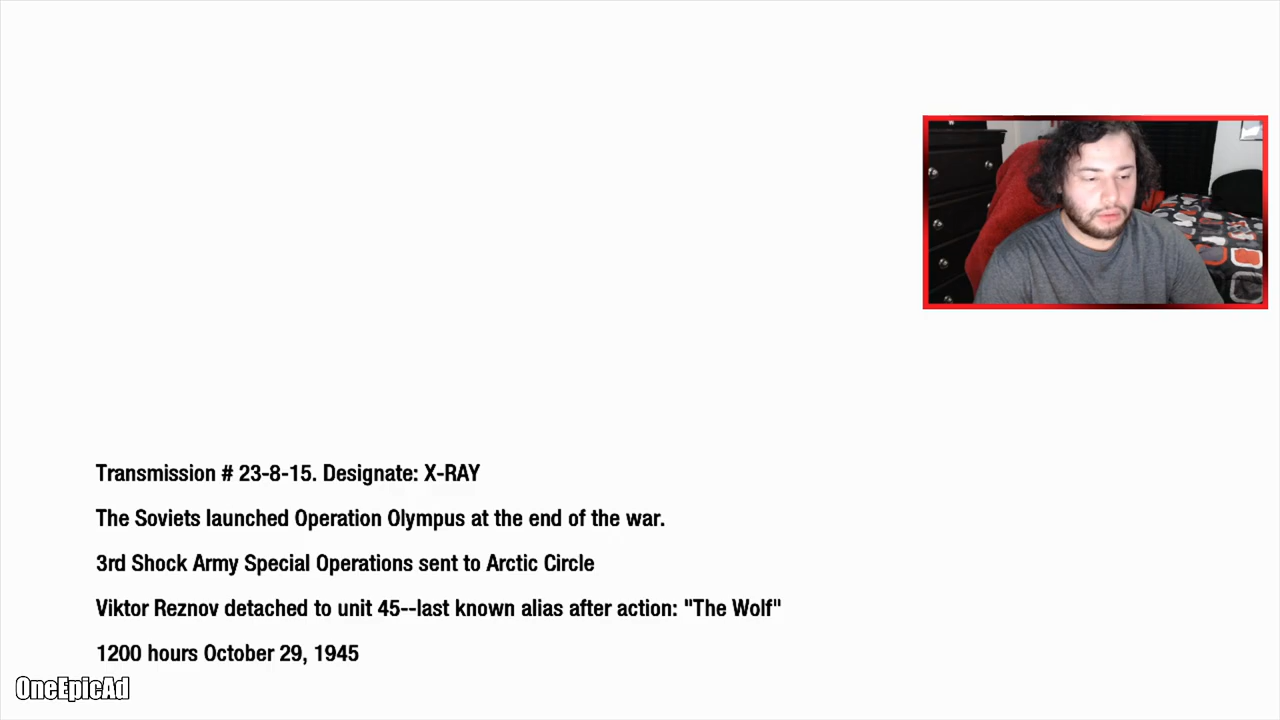 Transmission # 23-8-15. Designate: X-RAY
The Soviets launched Operation Olympus at the end of the war.
3rd Shock Army Special Operations sent to Arctic Circle
Viktor Reznov detached to unit 45--last known alias after action: "The Wolf"
1200 hours October 29, 1945
OneEpicAd